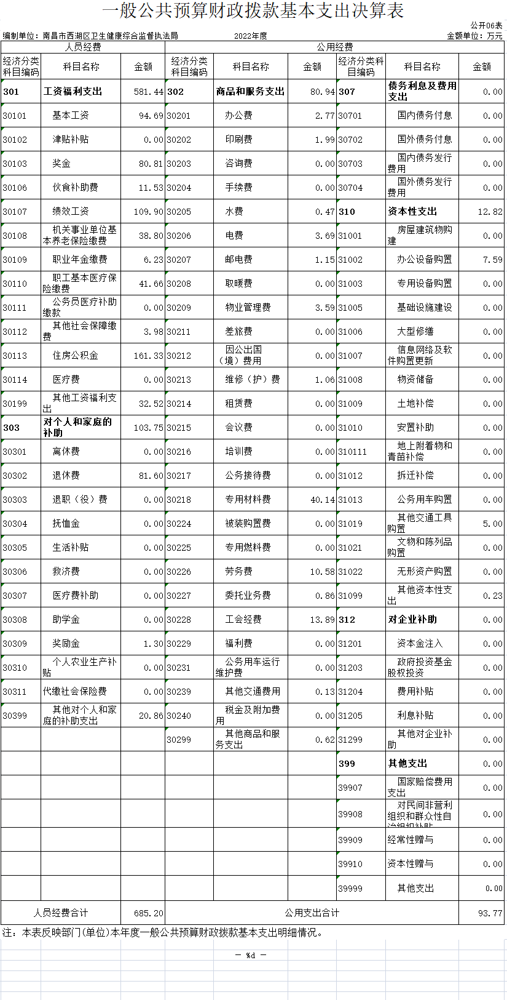 一般公共预算财政拨款基本支出决算表
公开06表
编制单位：南昌市西湖区卫生健康综合监督执法局 2022年度 金额单位：万元
人员经费 公用经费
经济分类科目编码 科目名称 金额 经济分类科目编码 科目名称 金额 经济分类科目编码 科目名称 金额
301 工资福利支出 581.44 302 商品和服务支出 80.94 307 债务利息及费用支出 0.00
30101 基本工资 94.69 30201 办公费 2.77 30701 国内债务付息 0.00
30102 津贴补贴 0.00 30202 印刷费 1.99 30702 国外债务付息 0.00
30103 奖金 80.81 30203 咨询费 0.00 30703 国内债务发行费用 0.00
30106 伙食补助费 11.53 30204 手续费 0.00 30704 国外债务发行费用 0.00
30107 绩效工资 109.90 30205 水费 0.47 310 资本性支出 12.82
30108 机关事业单位基本养老保险缴费 38.80 30206 电费 3.69 31001 房屋建筑物购建 0.00
30109 职业年金缴费 6.23 30207 邮电费 1.15 31002 办公设备购置 7.59
30110 职工基本医疗保险缴费 41.66 30208 取暖费 0.00 31003 专用设备购置 0.00
30111 公务员医疗补助缴款 0.00 30209 物业管理费 3.59 31005 基础设施建设 0.00
30112 其他社会保障缴费 3.98 30211 差旅费 0.00 31006 大型修缮 0.00
30113 住房公积金 161.33 30212 因公出国（境）费用 0.00 31007 信息网络及软件购置更新 0.00
30114 医疗费 0.00 30213 维修（护）费 1.06 31008 物资储备 0.00
30199 其他工资福利支出 32.52 30214 租赁费 0.00 31009 土地补偿 0.00
303 对个人和家庭的补助 103.75 30215 会议费 0.00 31010 安置补助 0.00
30301 离休费 0.00 30216 培训费 0.00 310111 地上附着物和青苗补偿 0.00
30302 退休费 81.60 30217 公务接待费 0.00 31012 拆迁补偿 0.00
30303 退职（役）费 0.00 30218 专用材料费 40.14 31013 公务用车购置 0.00
30304 抚恤金 0.00 30224 被装购置费 0.00 31019 其他交通工具购置 5.00
30305 生活补贴 0.00 30225 专用燃料费 0.00 31021 文物和陈列品购置 0.00
30306 救济费 0.00 30226 劳务费 10.58 31022 无形资产购置 0.00
30307 医疗费补助 0.00 30227 委托业务费 0.86 31099 其他资本性支出 0.23
30308 助学金 0.00 30228 工会经费 13.89 312 对企业补助 0.00
30309 奖励金 1.30 30229 福利费 0.00 31201 资本金注入 0.00
30310 个人农业生产补贴 0.00 30231 公务用车运行维护费 0.00 31203 政府投资基金股权投资 0.00
30311 代缴社会保险费 0.00 30239 其他交通费用 0.13 31204 费用补贴 0.00
30399 其他对个人和家庭的补助支出 20.86 30240 税金及附加费用 0.00 31205 利息补贴 0.00
30299 其他商品和服务支出 0.62 31299 其他对企业补助 0.00
399 其他支出 0.00
39907 国家赔偿费用支出 0.00
39908 对民间非营利组织和群众性自治组织补贴 0.00
39909 经常性赠与 0.00
39910 资本性赠与 0.00
39999 其他支出 0.00
人员经费合计 685.20 公用支出合计 93.77
注：本表反映部门(单位)本年度一般公共预算财政拨款基本支出明细情况。
— %d —